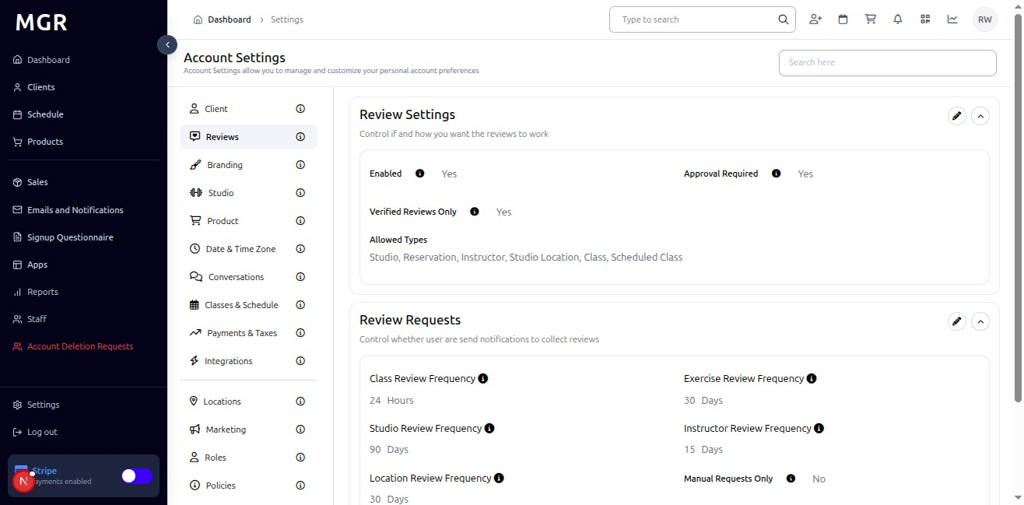 MGR
Dashboard
Clients
Schedule
Products
Sales
Emails and Notifications
Signup Questionnaire
Apps
Reports
Staff
Account Deletion Requests
Settings
Log out
Stripe
ayments enabled
N
Dashboard > Settings
Type to search
RW
Account Settings
Account Settings allow you to manage and customize your personal account preferences
Search here
Client
Reviews
Branding
Studio
Product
Date & Time Zone
Conversations
Classes & Schedule
Payments & Taxes
Integrations
Locations
Marketing
Roles
Policies
Review Settings
Control if and how you want the reviews to work
Enabled Yes
Approval Required Yes
Verified Reviews Only Yes
Allowed Types
Studio, Reservation, Instructor, Studio Location, Class, Scheduled Class
Review Requests
Control whether user are send notifications to collect reviews
Class Review Frequency
24 Hours
Exercise Review Frequency
30 Days
Studio Review Frequency
90 Days
Instructor Review Frequency
15 Days
Location Review Frequency
30 Days
Manual Requests Only No